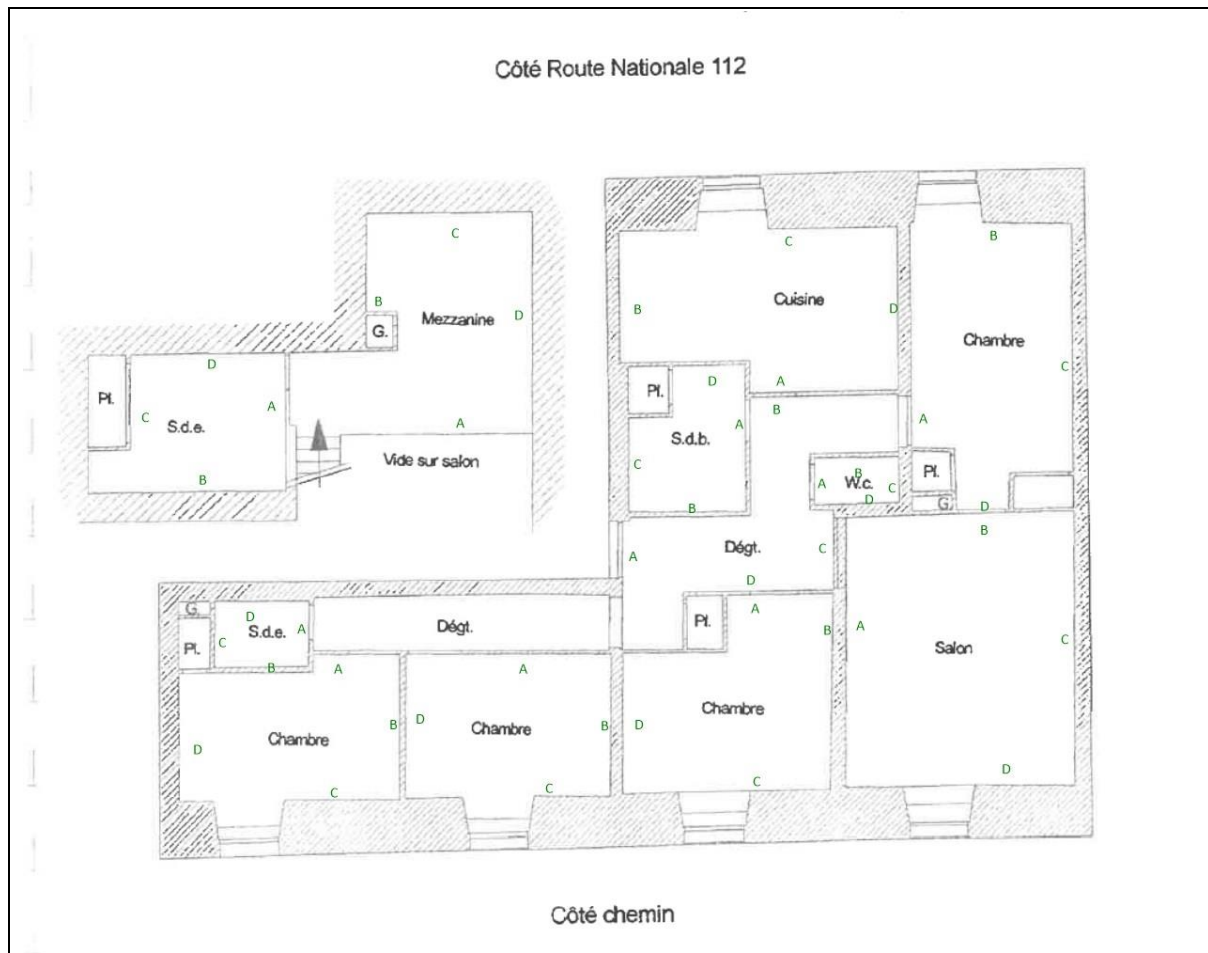 Côté Route Nationale 112
C
B
Mezzanine
D
G.
A
Vide sur salon
D
Pl.
C
S.d.e.
A
B
C
B
Cuisine
D
A
B
Chambre
C
A
Pl.
G.
D
Pl.
D
S.d.b.
A
C
B
B
B
A
W.c.
C
D
A
Dégt.
C
D
B
A
Salon
C
D
G.
Pl.
D
S.d.e.
C
A
B
Dégt.
A
D
Chambre
B
C
A
D
Chambre
B
C
Pl.
A
B
Chambre
D
C
Côté chemin